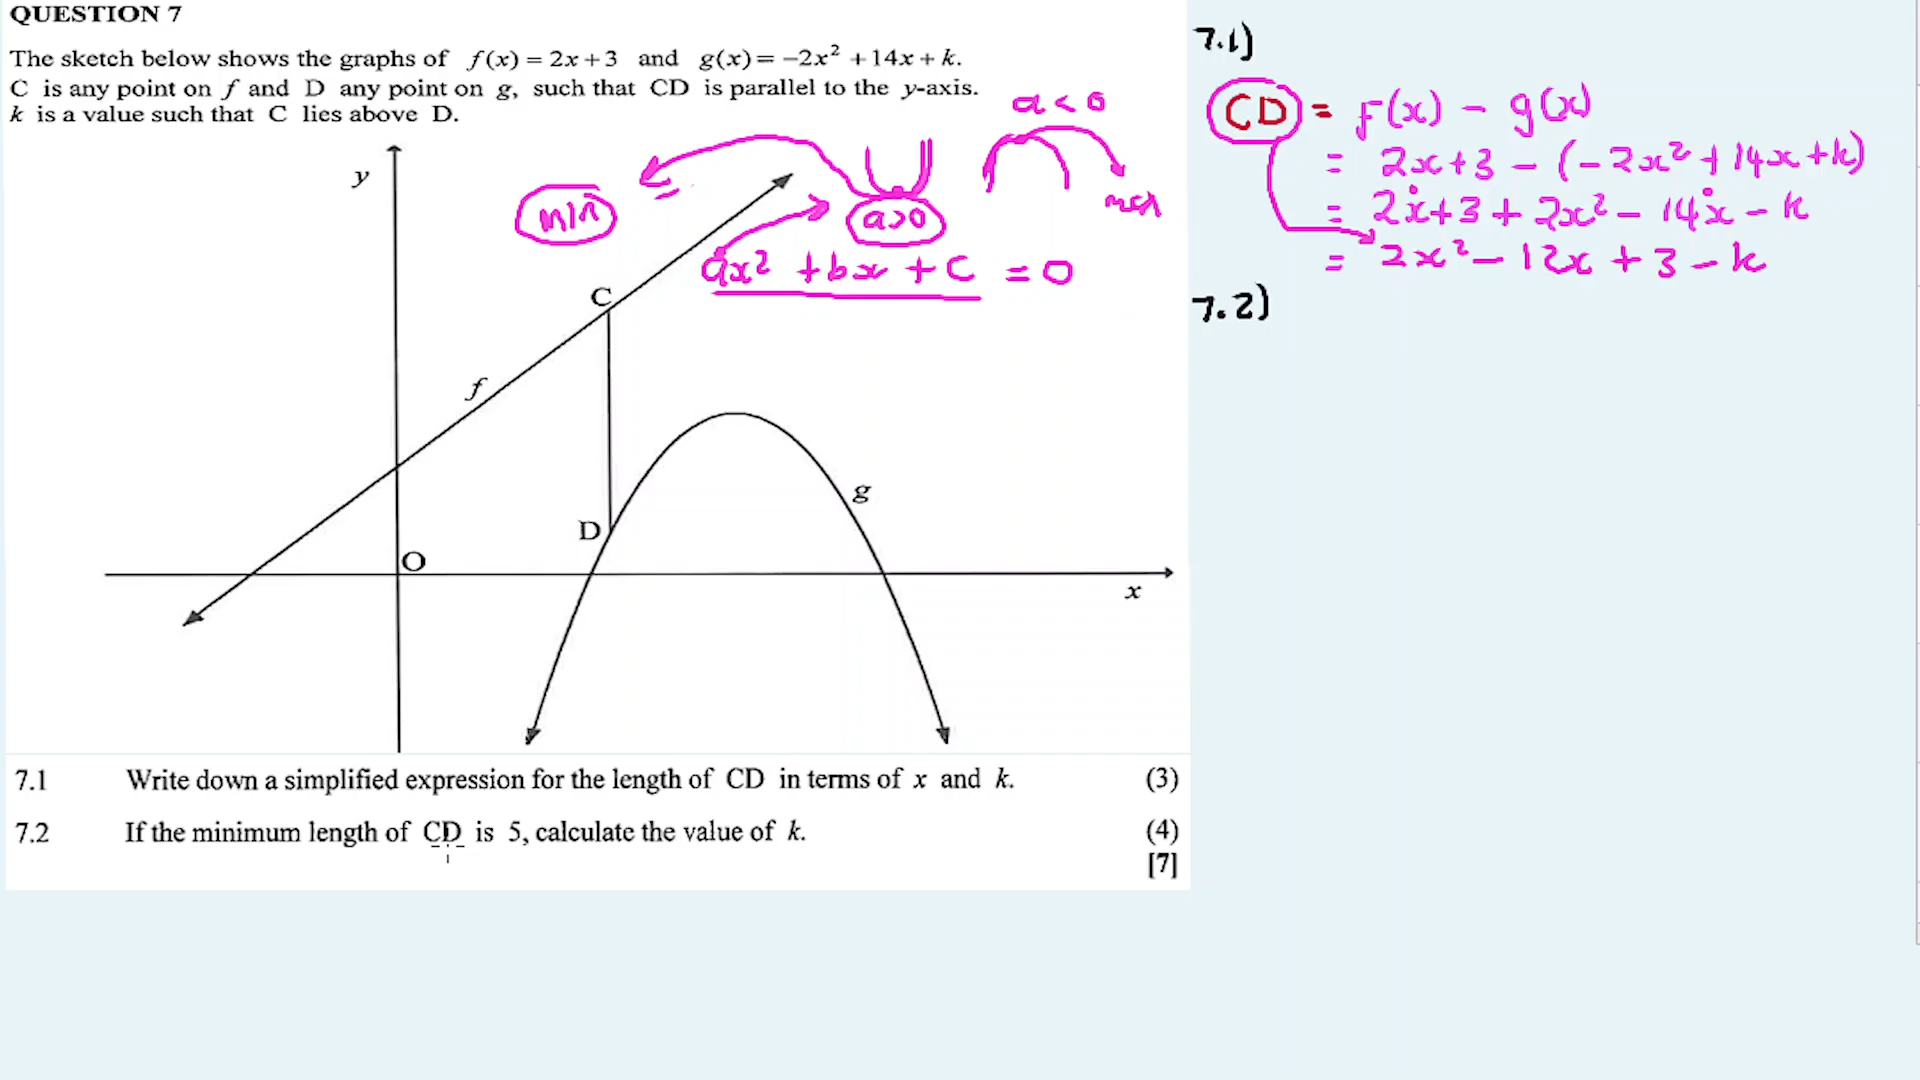 QUESTION 7
The sketch below shows the graphs of f(x) = 2x+3 and g(x) = −2x² +14x + k.
C is any point on f and D any point on g, such that CD is parallel to the y-axis.
k is a value such that C lies above D.
y
min
a>0
a<0
max
ax² + bx + c = 0
C
f
g
D
O
x
7.1 Write down a simplified expression for the length of CD in terms of x and k. (3)
7.2 If the minimum length of CD is 5, calculate the value of k. (4)
[7]
7.1)
CD = f(x) − g(x)
= 2x+3 − (−2x²+14x+k)
= 2x+3 + 2x² − 14x − k
= 2x² − 12x + 3 − k
7.2)